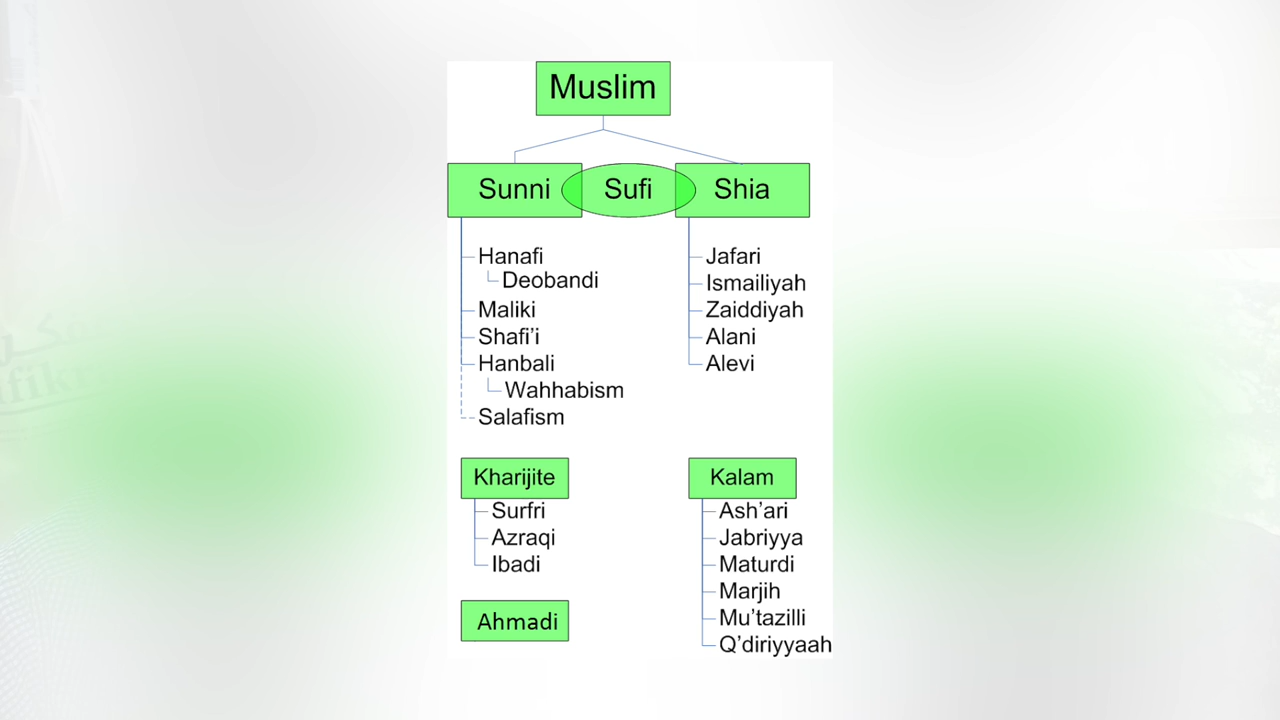 Muslim
Sunni
Sufi
Shia
Hanafi
Deobandi
Maliki
Shafi'i
Hanbali
Wahhabism
Salafism
Jafari
Ismailiyah
Zaiddiyah
Alani
Alevi
Kharijite
Surfri
Azraqi
Ibadi
Ahmadi
Kalam
Ash'ari
Jabriyya
Maturdi
Marjih
Mu'tazilli
Q'diriyyaah